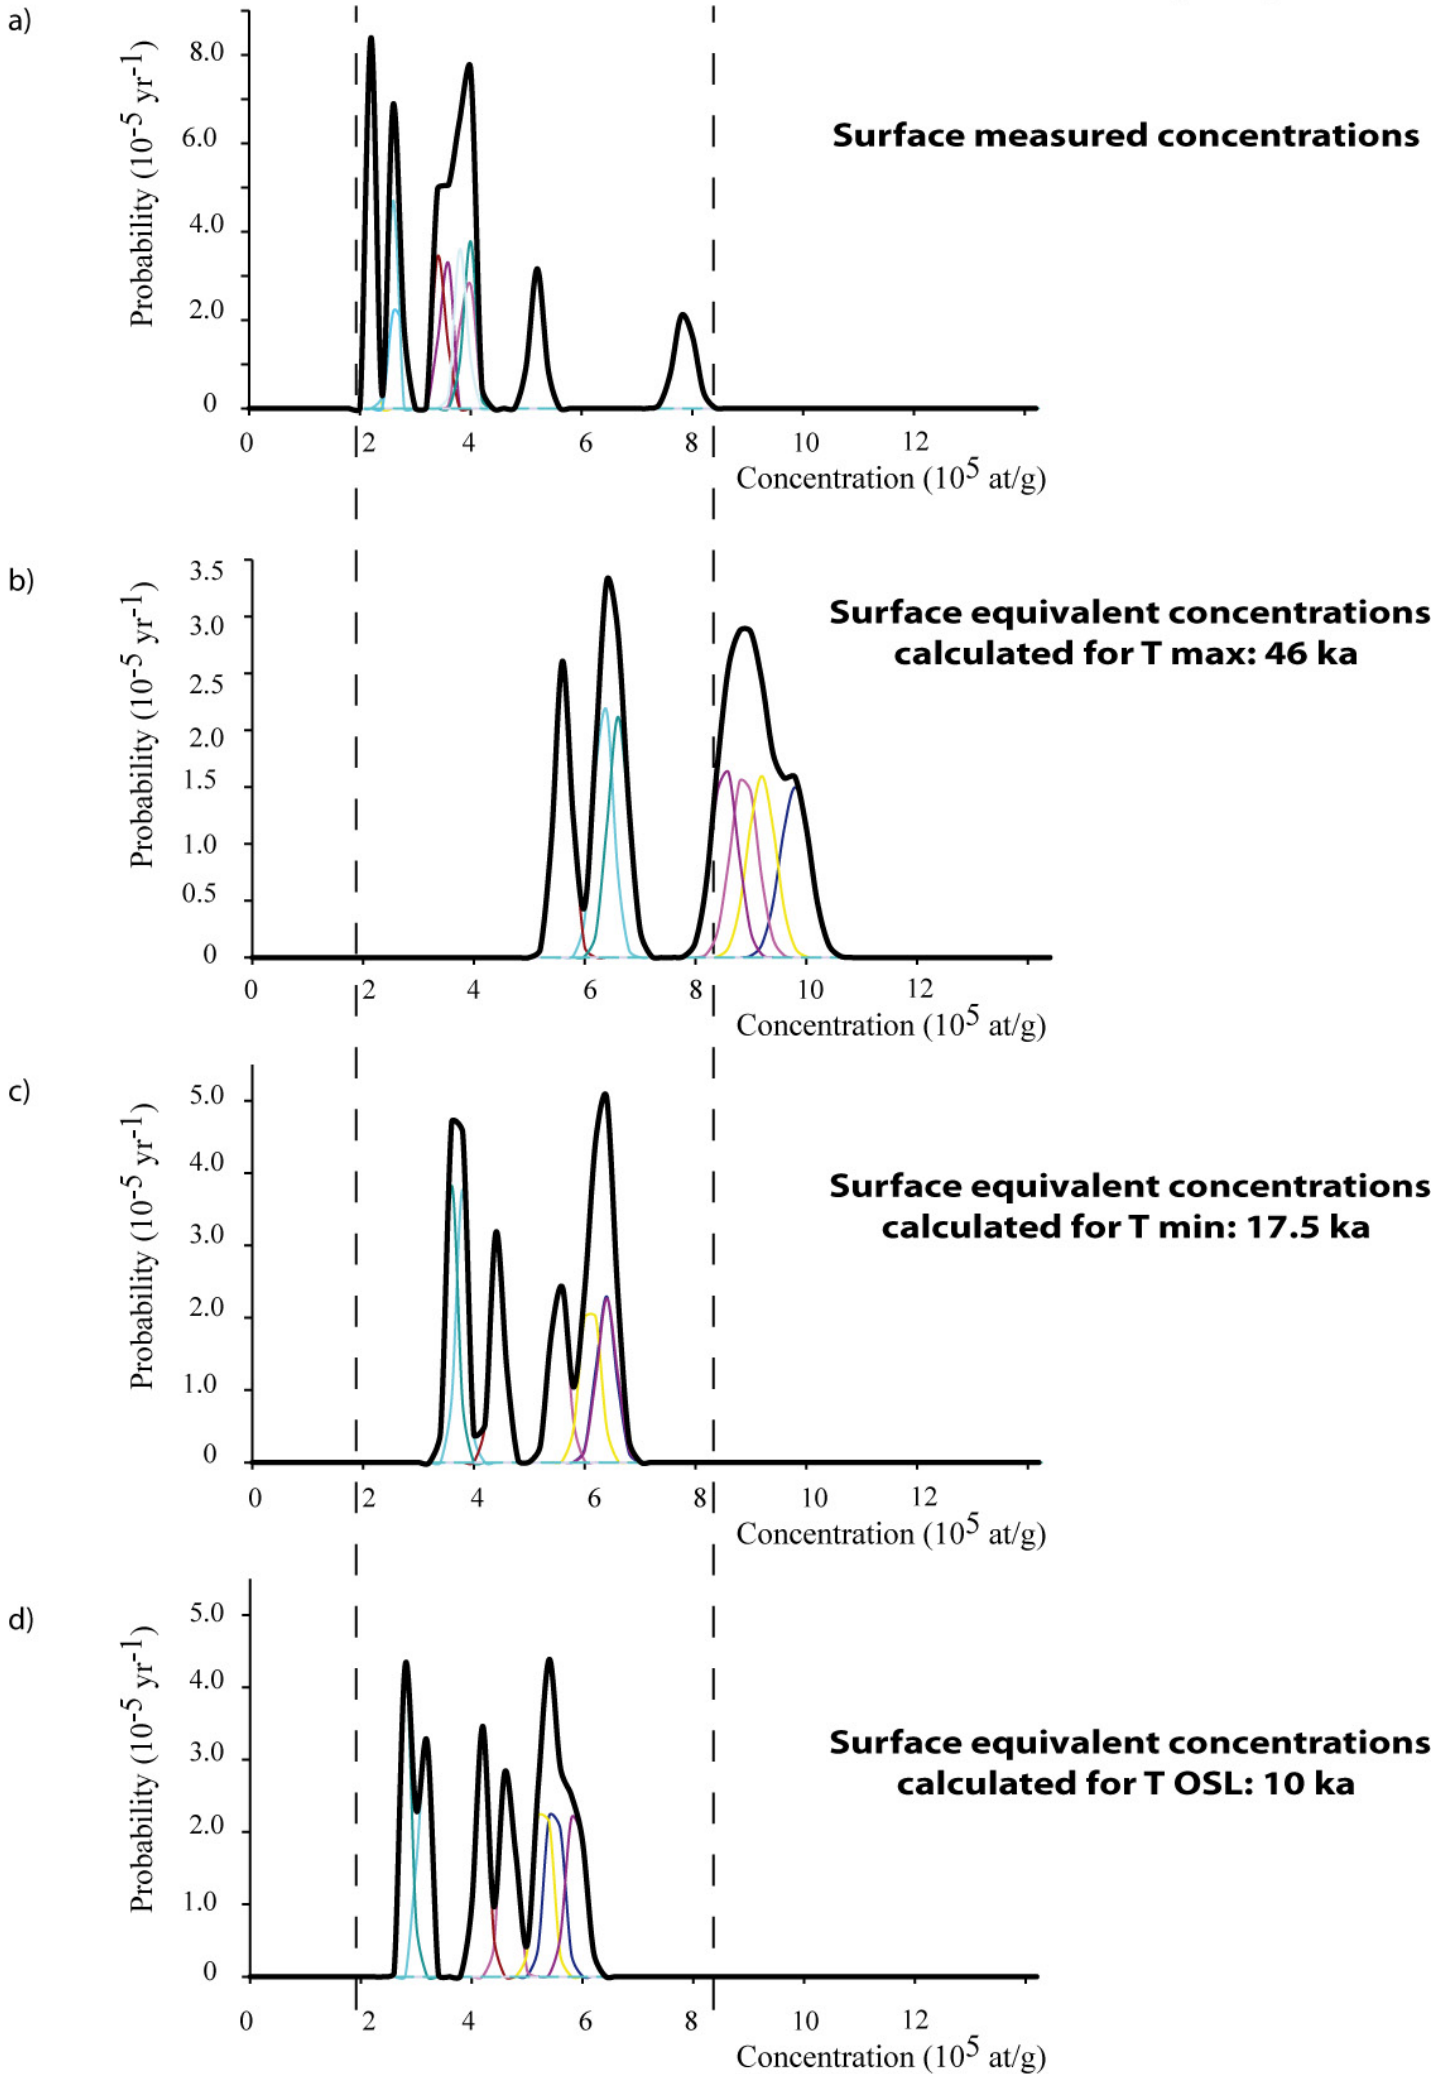 a)
Probability (10-5 yr-1)
8.0
6.0
4.0
2.0
0
Surface measured concentrations
0 2 4 6 8 10 12
Concentration (105 at/g)
b)
Probability (10-5 yr-1)
3.5
3.0
2.5
2.0
1.5
1.0
0.5
0
Surface equivalent concentrations
calculated for T max: 46 ka
0 2 4 6 8 10 12
Concentration (105 at/g)
c)
Probability (10-5 yr-1)
5.0
4.0
3.0
2.0
1.0
0
Surface equivalent concentrations
calculated for T min: 17.5 ka
0 2 4 6 8 10 12
Concentration (105 at/g)
d)
Probability (10-5 yr-1)
5.0
4.0
3.0
2.0
1.0
0
Surface equivalent concentrations
calculated for T OSL: 10 ka
0 2 4 6 8 10 12
Concentration (105 at/g)